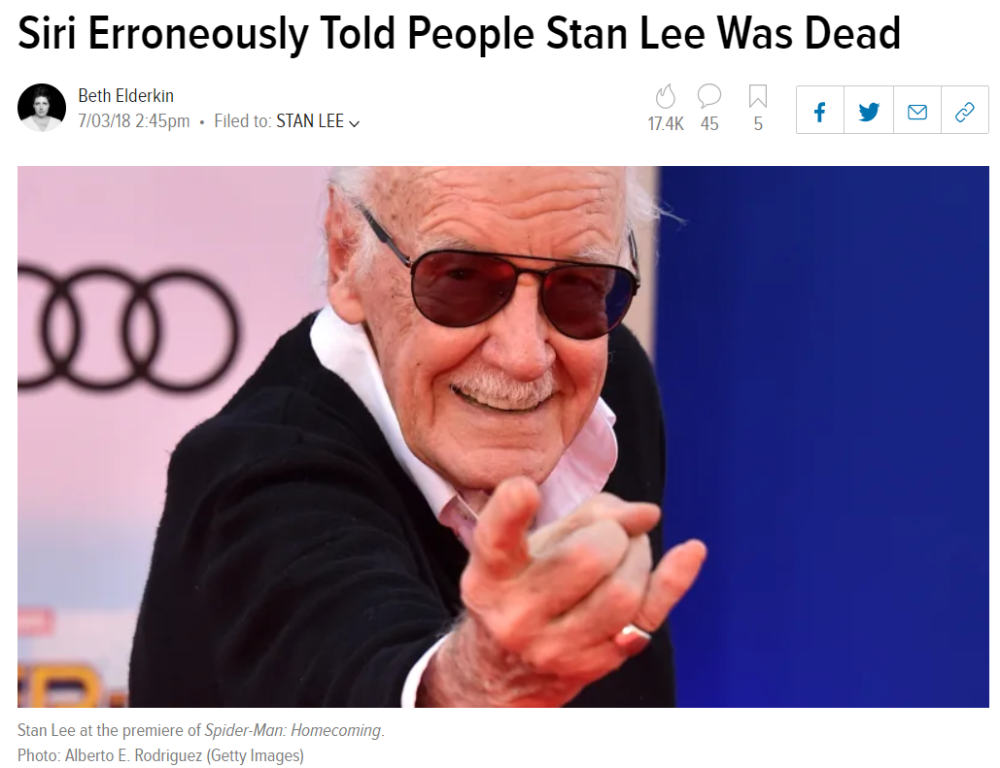 Siri Erroneously Told People Stan Lee Was Dead
Beth Elderkin
7/03/18 2:45pm • Filed to: STAN LEE
17.4K 45 5
Stan Lee at the premiere of Spider-Man: Homecoming.
Photo: Alberto E. Rodriguez (Getty Images)